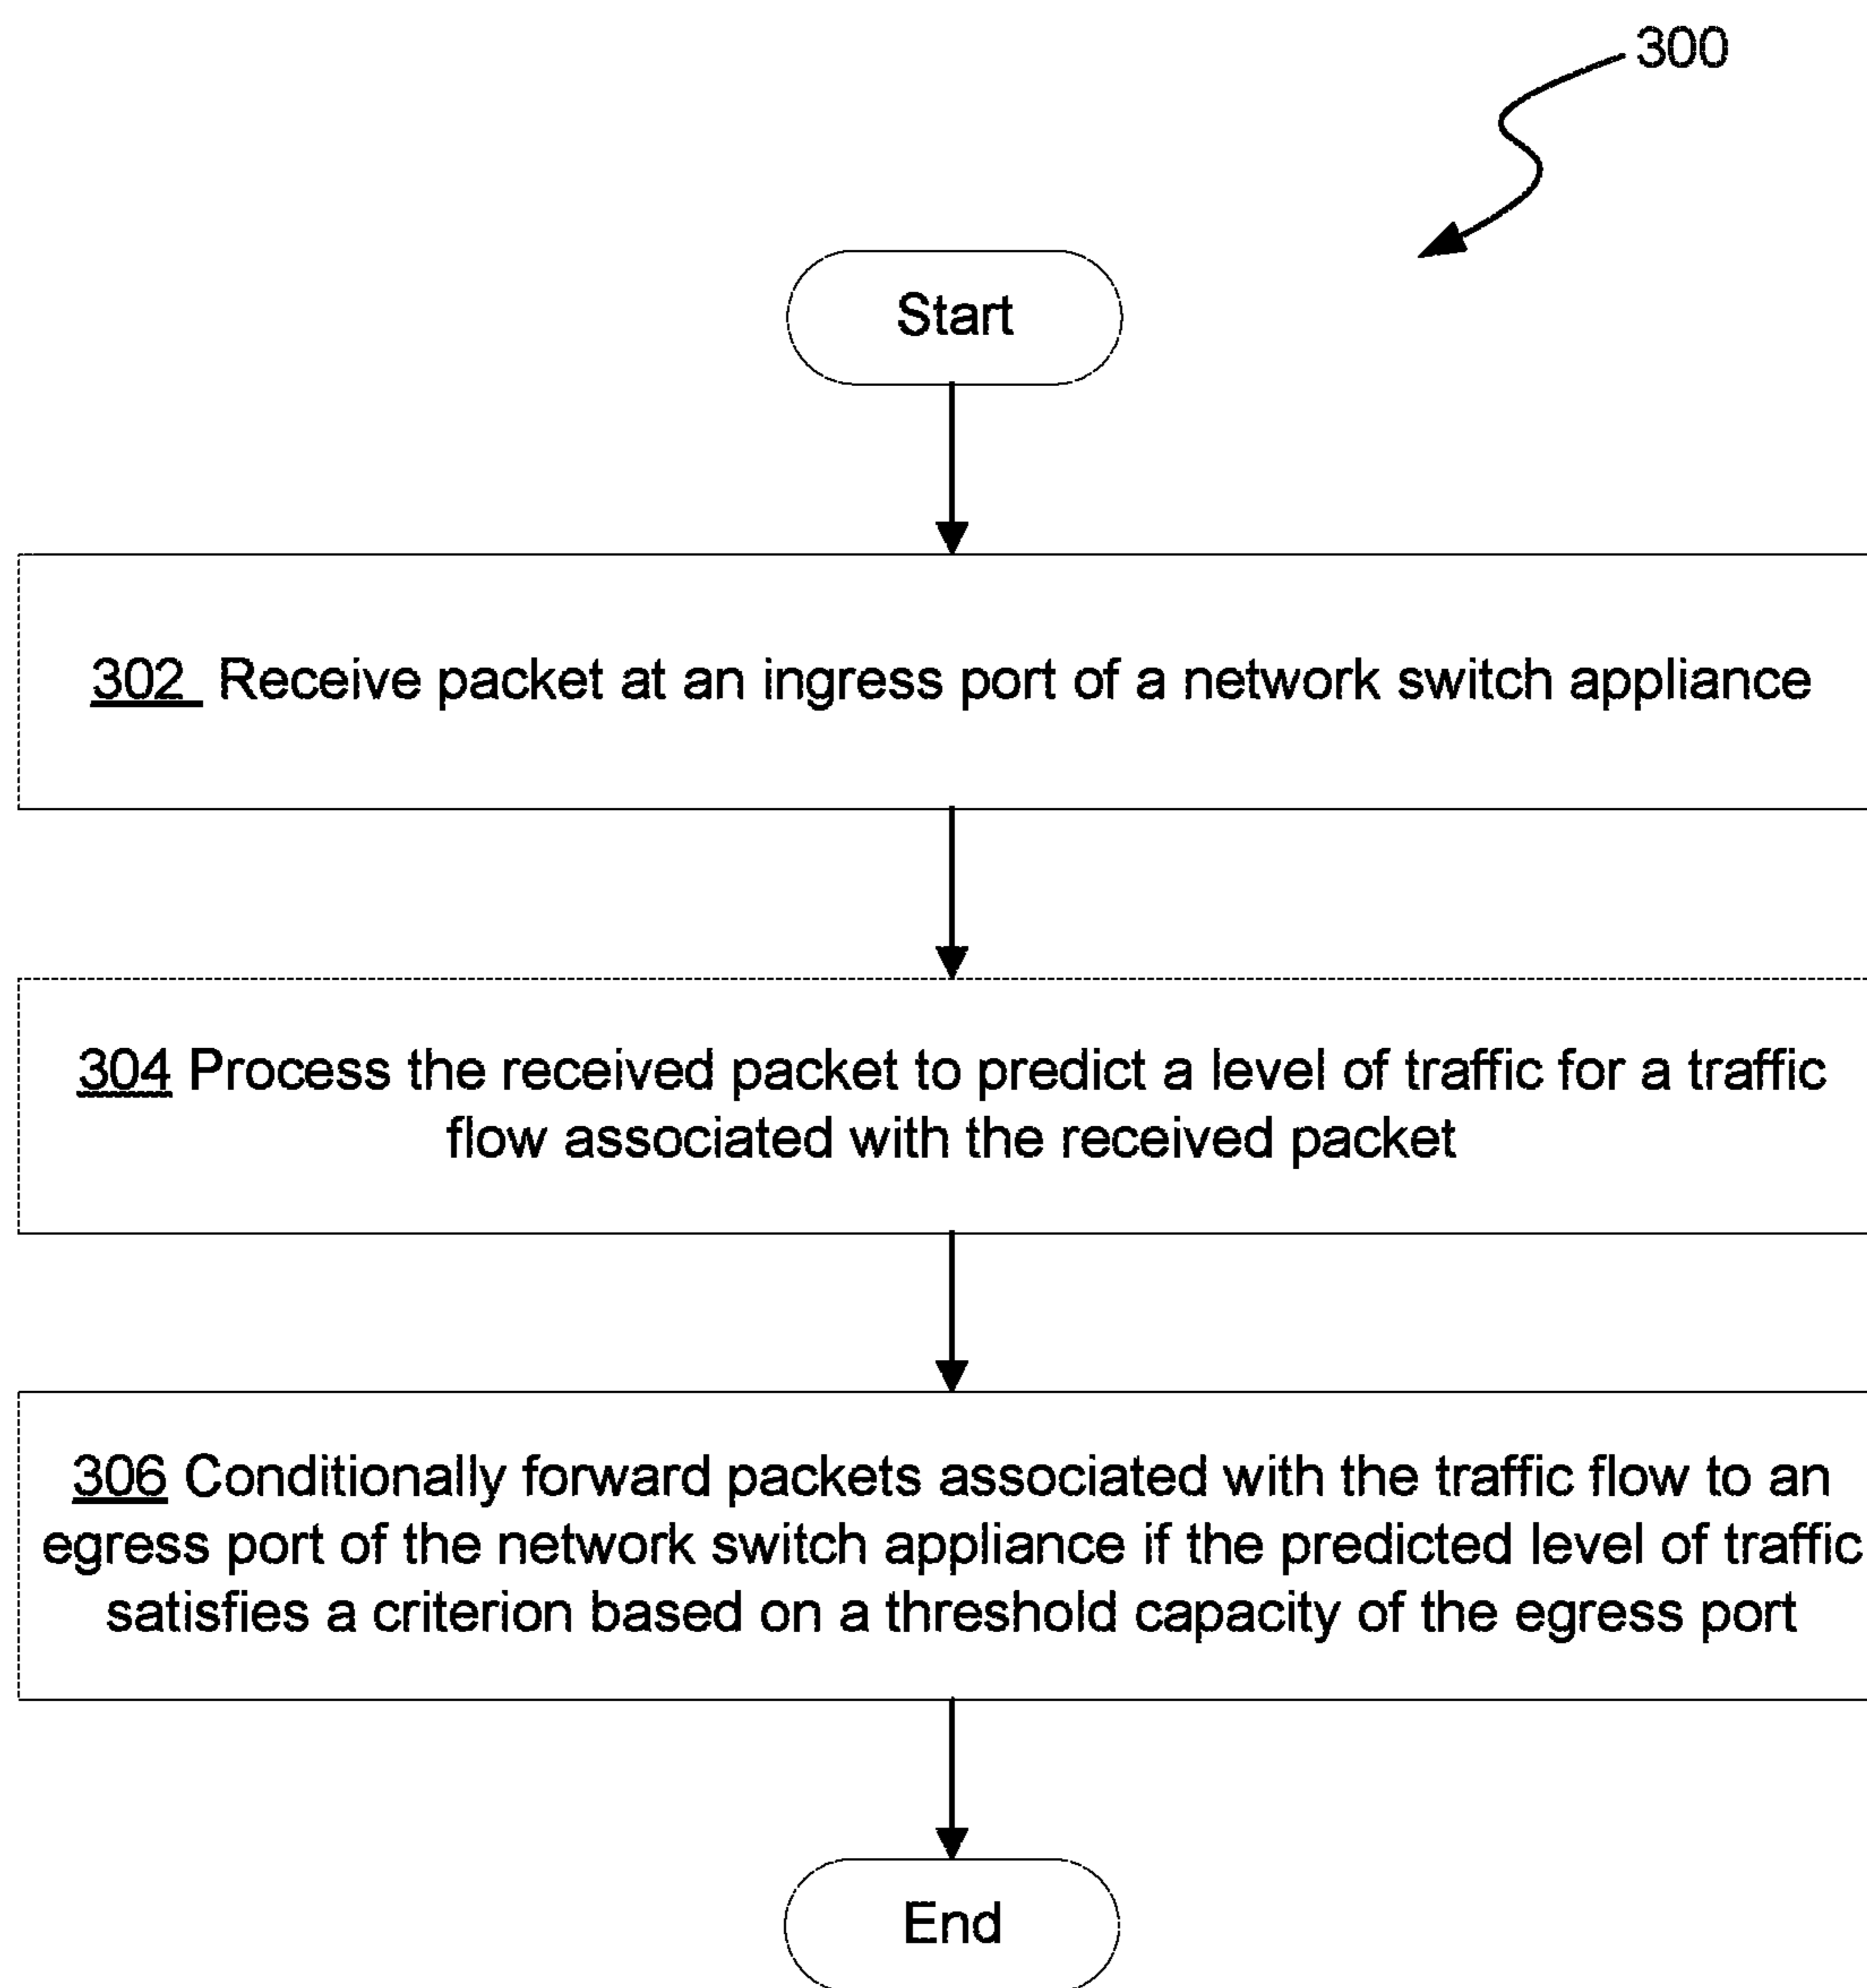 300
Start
302 Receive packet at an ingress port of a network switch appliance
304 Process the received packet to predict a level of traffic for a traffic
flow associated with the received packet
306 Conditionally forward packets associated with the traffic flow to an
egress port of the network switch appliance if the predicted level of traffic
satisfies a criterion based on a threshold capacity of the egress port
End